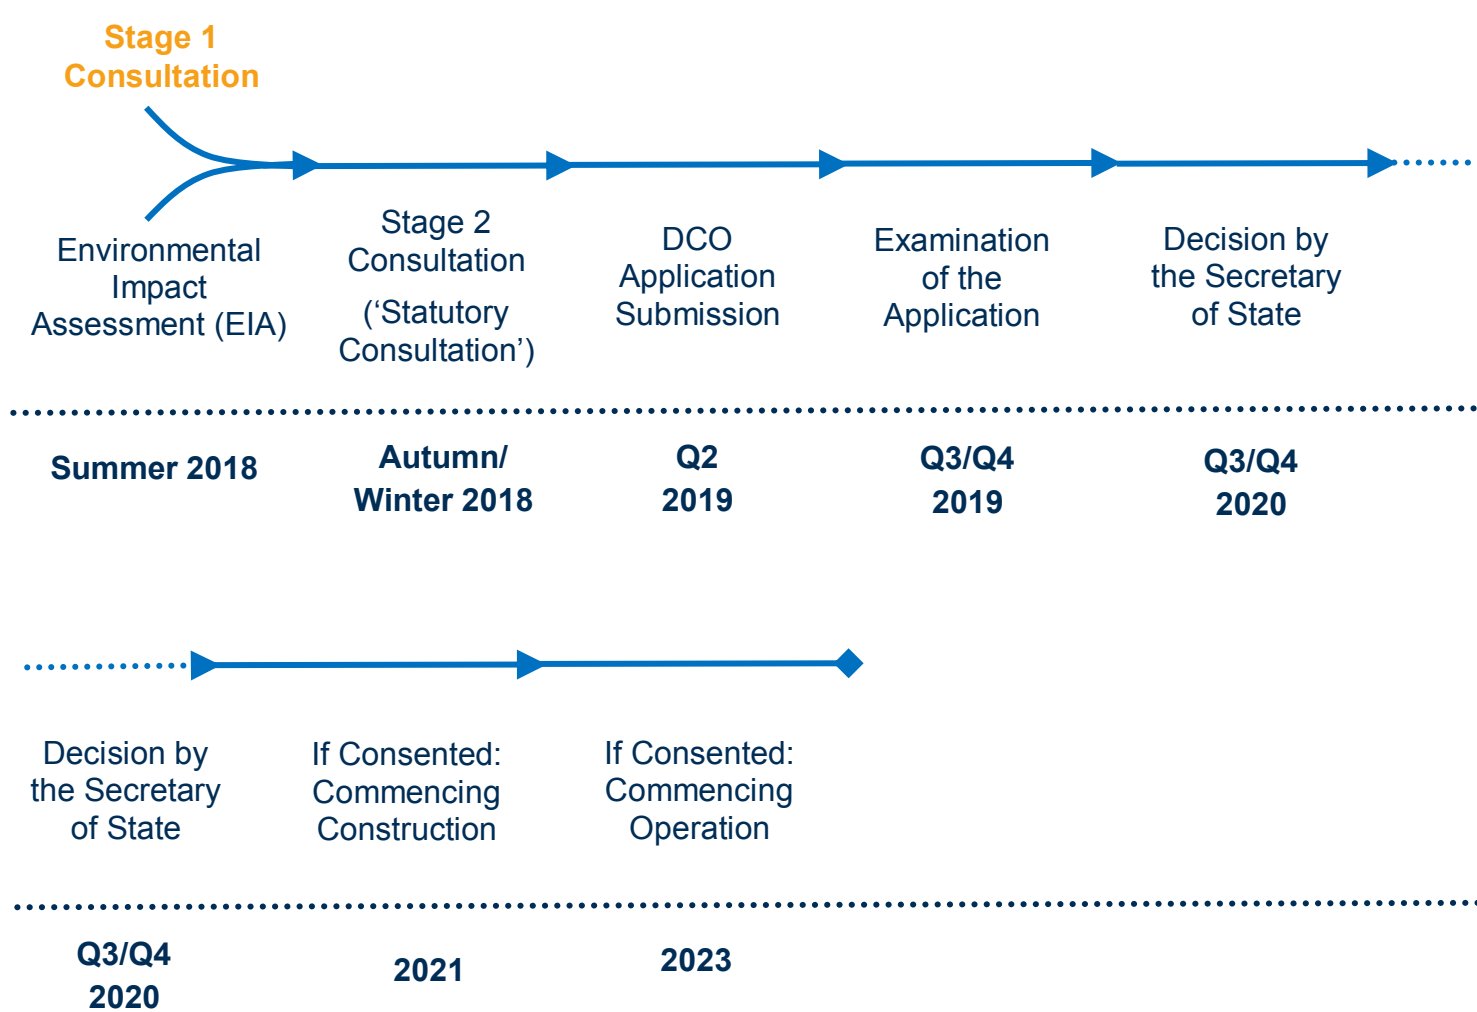 Stage 1
Consultation
Environmental
Impact
Assessment (EIA)
Stage 2
Consultation
(‘Statutory
Consultation’)
DCO
Application
Submission
Examination
of the
Application
Decision by
the Secretary
of State
Summer 2018
Autumn/
Winter 2018
Q2
2019
Q3/Q4
2019
Q3/Q4
2020
Decision by
the Secretary
of State
If Consented:
Commencing
Construction
If Consented:
Commencing
Operation
Q3/Q4
2020
2021
2023